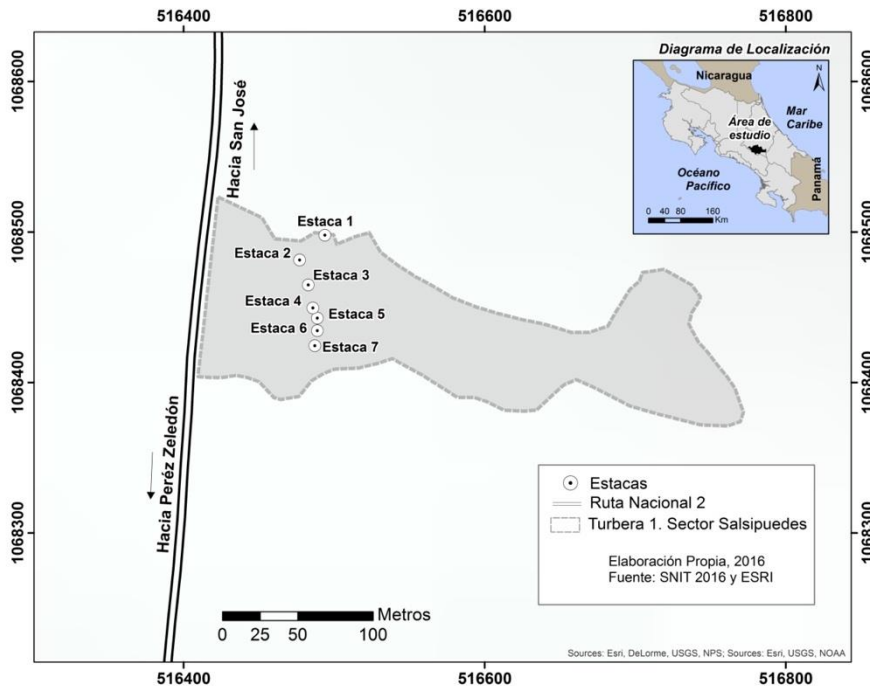 516400 516600 516800
Diagrama de Localización
Nicaragua
N
Mar
Caribe
Área de
estudio
Océano
Pacífico
Panamá
0 40 80 160
Km
1068600
1068500
1068400
1068300
1068600
1068500
1068400
1068300
Hacia San José
Estaca 1
Estaca 2
Estaca 3
Estaca 4
Estaca 5
Estaca 6
Estaca 7
Hacia Peréz Zeledón
Estacas
Ruta Nacional 2
Turbera 1. Sector Salsipuedes
Elaboración Propia, 2016
Fuente: SNIT 2016 y ESRI
Metros
0 25 50 100
Sources: Esri, DeLorme, USGS, NPS; Sources: Esri, USGS, NOAA
516400 516600 516800